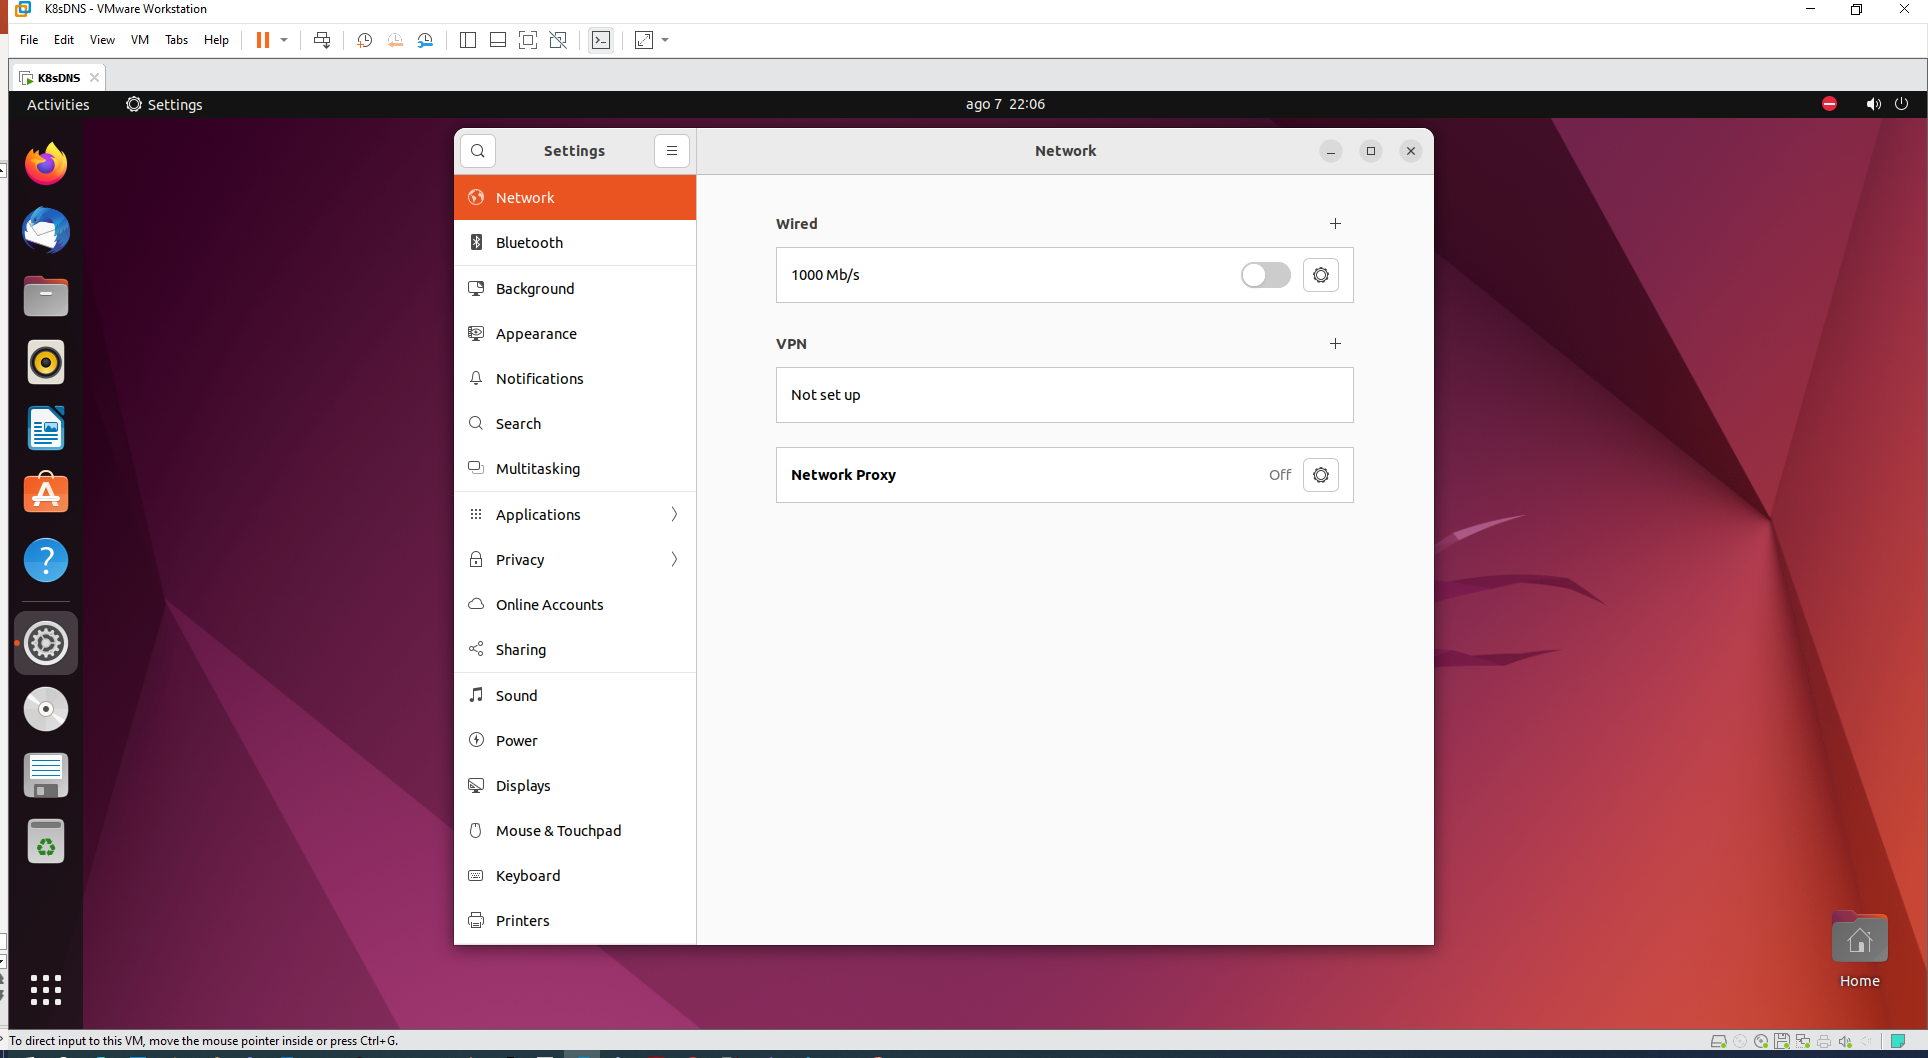 K8sDNS - VMware Workstation
File Edit View VM Tabs Help
K8sDNS
Activities Settings ago 7 22:06
Settings Network
Network
Bluetooth
Background
Appearance
Notifications
Search
Multitasking
Applications
Privacy
Online Accounts
Sharing
Sound
Power
Displays
Mouse & Touchpad
Keyboard
Printers
Wired
1000 Mb/s
VPN
Not set up
Network Proxy Off
Home
To direct input to this VM, move the mouse pointer inside or press Ctrl+G.